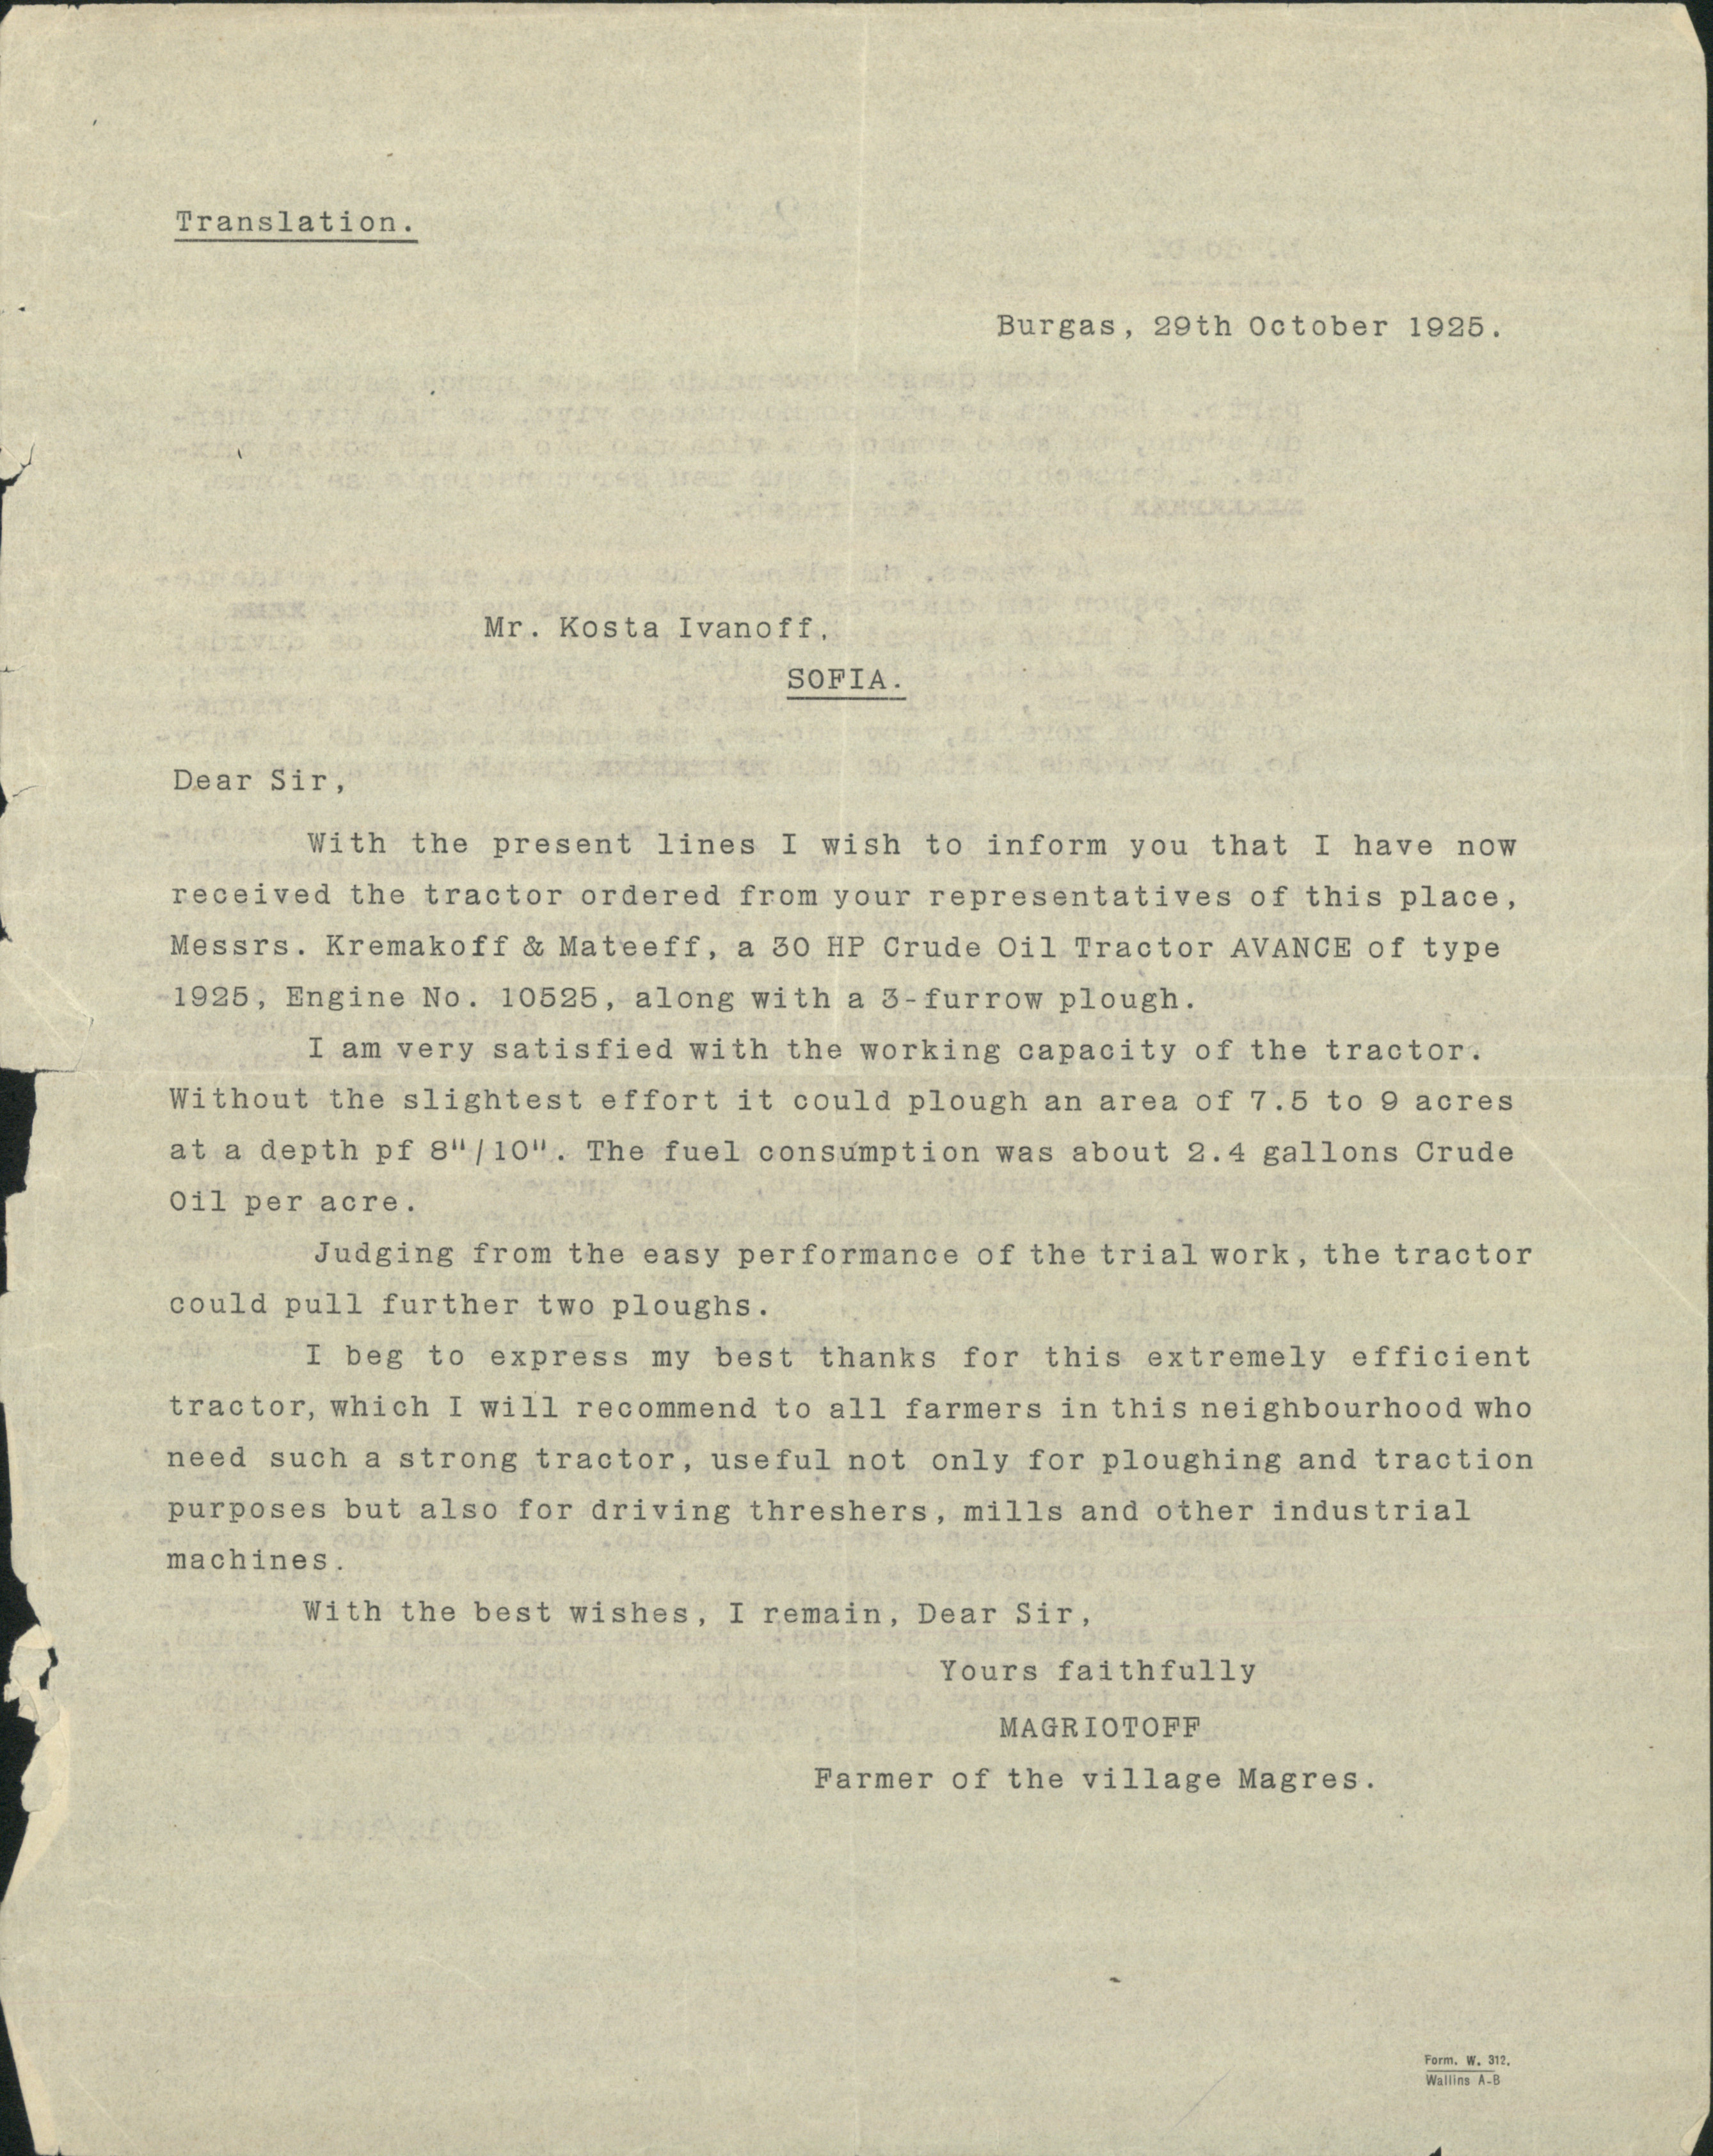 Translation.
Burgas, 29th October 1925.
Mr. Kosta Ivanoff,
SOFIA.
Dear Sir,
With the present lines I wish to inform you that I have now
received the tractor ordered from your representatives of this place,
Messrs. Kremakoff & Mateeff, a 30 HP Crude Oil Tractor AVANCE of type
1925, Engine No. 10525, along with a 3-furrow plough.
I am very satisfied with the working capacity of the tractor.
Without the slightest effort it could plough an area of 7.5 to 9 acres
at a depth pf 8"/10". The fuel consumption was about 2.4 gallons Crude
Oil per acre.
Judging from the easy performance of the trial work, the tractor
could pull further two ploughs.
I beg to express my best thanks for this extremely efficient
tractor, which I will recommend to all farmers in this neighbourhood who
need such a strong tractor, useful not only for ploughing and traction
purposes but also for driving threshers, mills and other industrial
machines.
With the best wishes, I remain, Dear Sir,
Yours faithfully
MAGRIOTOFF
Farmer of the village Magres.
Form. W. 312.
Wallins A-B